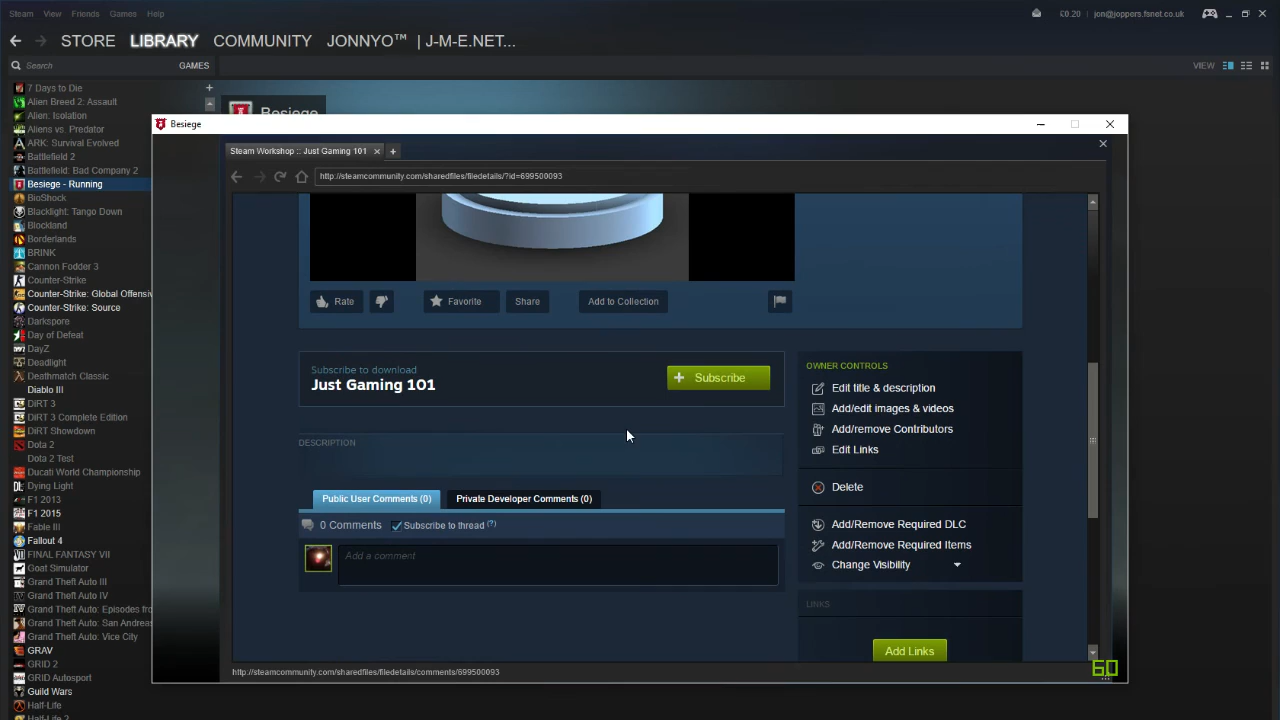 Steam View Friends Games Help
€0.20 jon@joppers.fsnet.co.uk
STORE LIBRARY COMMUNITY JONNYO™ | J-M-E.NET...
Search GAMES
VIEW
7 Days to Die
Alien Breed 2: Assault
Alien: Isolation
Aliens vs. Predator
ARK: Survival Evolved
Battlefield 2
Battlefield: Bad Company 2
Besiege - Running
BioShock
Blacklight: Tango Down
Blockland
Borderlands
BRINK
Cannon Fodder 3
Counter-Strike
Counter-Strike: Global Offensiv
Counter-Strike: Source
Darkspore
Day of Defeat
DayZ
Deadlight
Deathmatch Classic
Diablo III
DiRT 3
DiRT 3 Complete Edition
DiRT Showdown
Dota 2
Dota 2 Test
Ducati World Championship
Dying Light
F1 2013
F1 2015
Fable III
Fallout 4
FINAL FANTASY VII
Goat Simulator
Grand Theft Auto III
Grand Theft Auto IV
Grand Theft Auto: Episodes fro
Grand Theft Auto: San Andreas
Grand Theft Auto: Vice City
GRAV
GRID 2
GRID Autosport
Guild Wars
Half-Life
Half-Life 2
Besiege
Besiege
Steam Workshop :: Just Gaming 101
http://steamcommunity.com/sharedfiles/filedetails/?id=699500093
Rate Favorite Share Add to Collection
Subscribe to download
Just Gaming 101
Subscribe
DESCRIPTION
Public User Comments (0) Private Developer Comments (0)
0 Comments Subscribe to thread (?)
Add a comment
OWNER CONTROLS
Edit title & description
Add/edit images & videos
Add/remove Contributors
Edit Links
Delete
Add/Remove Required DLC
Add/Remove Required Items
Change Visibility
LINKS
Add Links
http://steamcommunity.com/sharedfiles/filedetails/comments/699500093
60